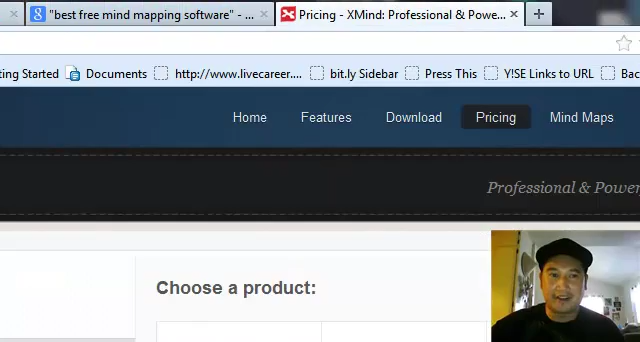 "best free mind mapping software" - ...
Pricing - XMind: Professional & Powe...
ting Started Documents http://www.livecareer.... bit.ly Sidebar Press This Y!SE Links to URL Bac
Home Features Download Pricing Mind Maps
Professional & Power
Choose a product: